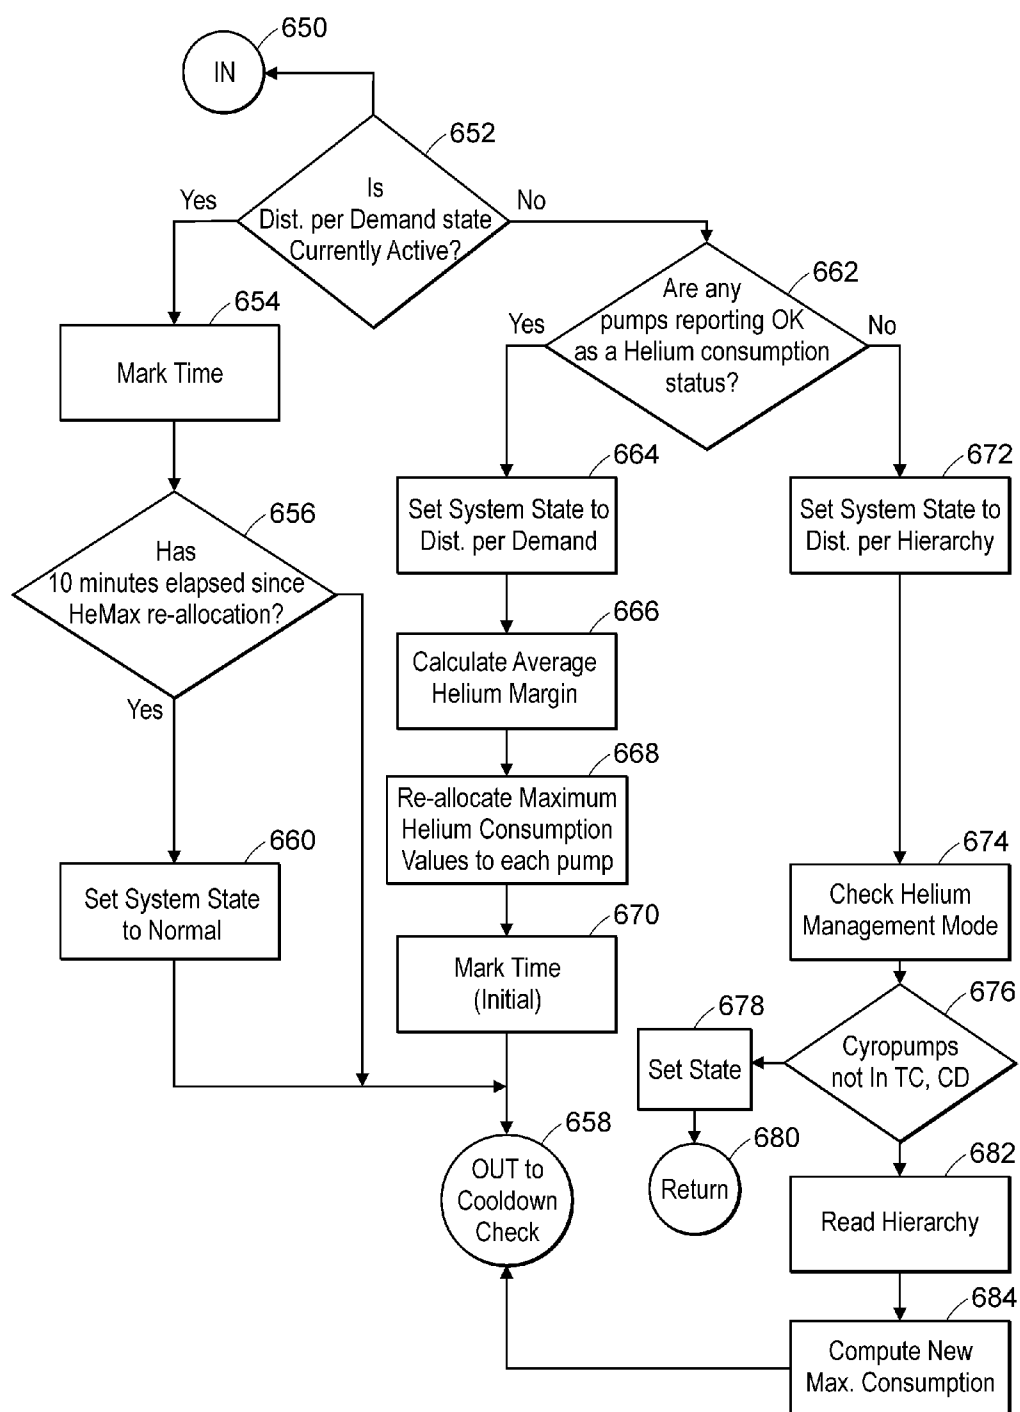 650
IN
652
Is
Dist. per Demand state
Currently Active?
Yes
No
654
Mark Time
662
Are any
pumps reporting OK
as a Helium consumption
status?
Yes
No
656
Has
10 minutes elapsed since
HeMax re-allocation?
Yes
664
Set System State to
Dist. per Demand
672
Set System State to
Dist. per Hierarchy
666
Calculate Average
Helium Margin
668
Re-allocate Maximum
Helium Consumption
Values to each pump
660
Set System State
to Normal
670
Mark Time
(Initial)
674
Check Helium
Management Mode
676
Cyropumps
not In TC, CD
678
Set State
680
Return
658
OUT to
Cooldown
Check
682
Read Hierarchy
684
Compute New
Max. Consumption